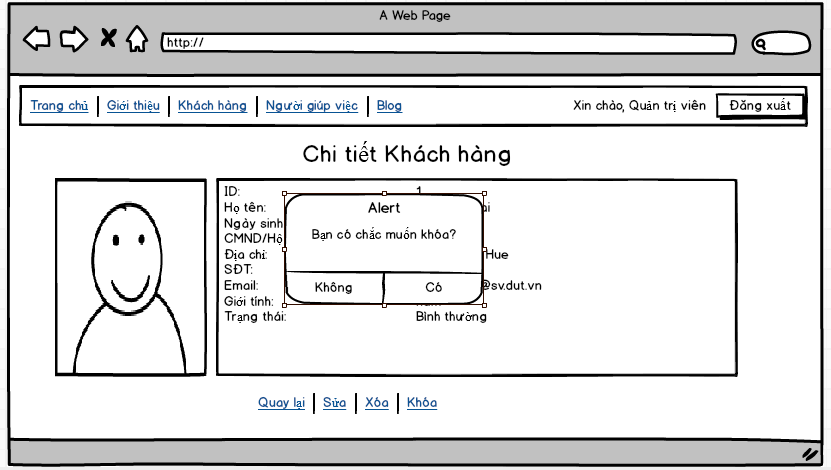 A Web Page
http://
Trang chủ Giới thiệu Khách hàng Người giúp việc Blog Xin chào, Quản trị viên Đăng xuất
Chi tiết Khách hàng
ID: 1
Họ tên: ai
Ngày sinh
CMND/Hộ
Địa chỉ: Hue
SĐT:
Email: @sv.dut.vn
Giới tính:
Trạng thái: Bình thường
Alert
Bạn có chắc muốn khóa?
Không Có
Quay lại Sửa Xóa Khóa